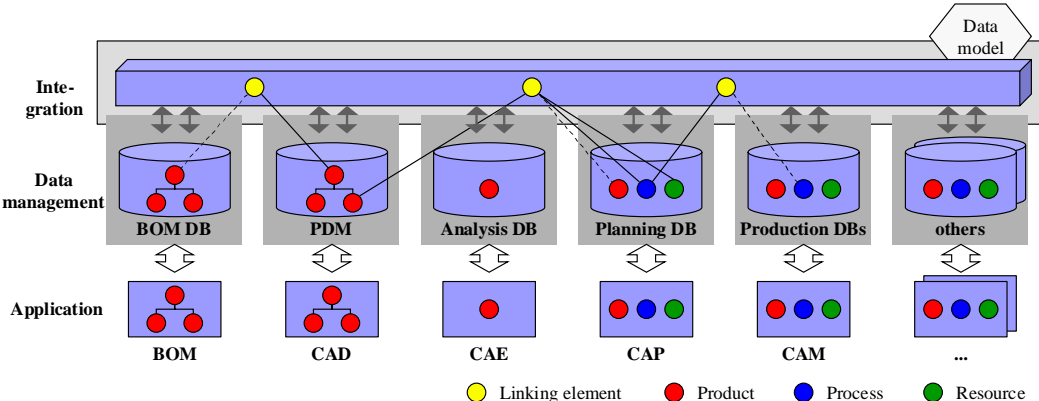 Data
model
Inte-
gration
Data
management
BOM DB
PDM
Analysis DB
Planning DB
Production DBs
others
Application
BOM
CAD
CAE
CAP
CAM
...
Linking element
Product
Process
Resource